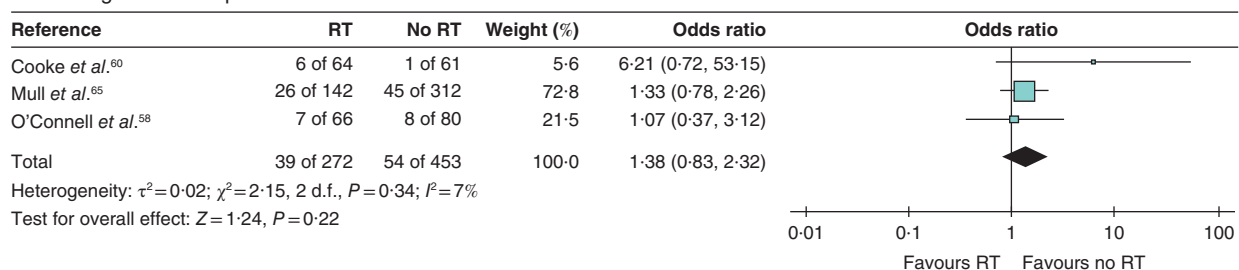 Reference RT No RT Weight (%) Odds ratio Odds ratio
Cooke et al.⁶⁰ 6 of 64 1 of 61 5·6 6·21 (0·72, 53·15)
Mull et al.⁶⁵ 26 of 142 45 of 312 72·8 1·33 (0·78, 2·26)
O'Connell et al.⁵⁸ 7 of 66 8 of 80 21·5 1·07 (0·37, 3·12)
Total 39 of 272 54 of 453 100·0 1·38 (0·83, 2·32)
Heterogeneity: τ²=0·02; χ²=2·15, 2 d.f., P=0·34; I²=7%
Test for overall effect: Z=1·24, P=0·22
0·01 0·1 1 10 100
Favours RT Favours no RT